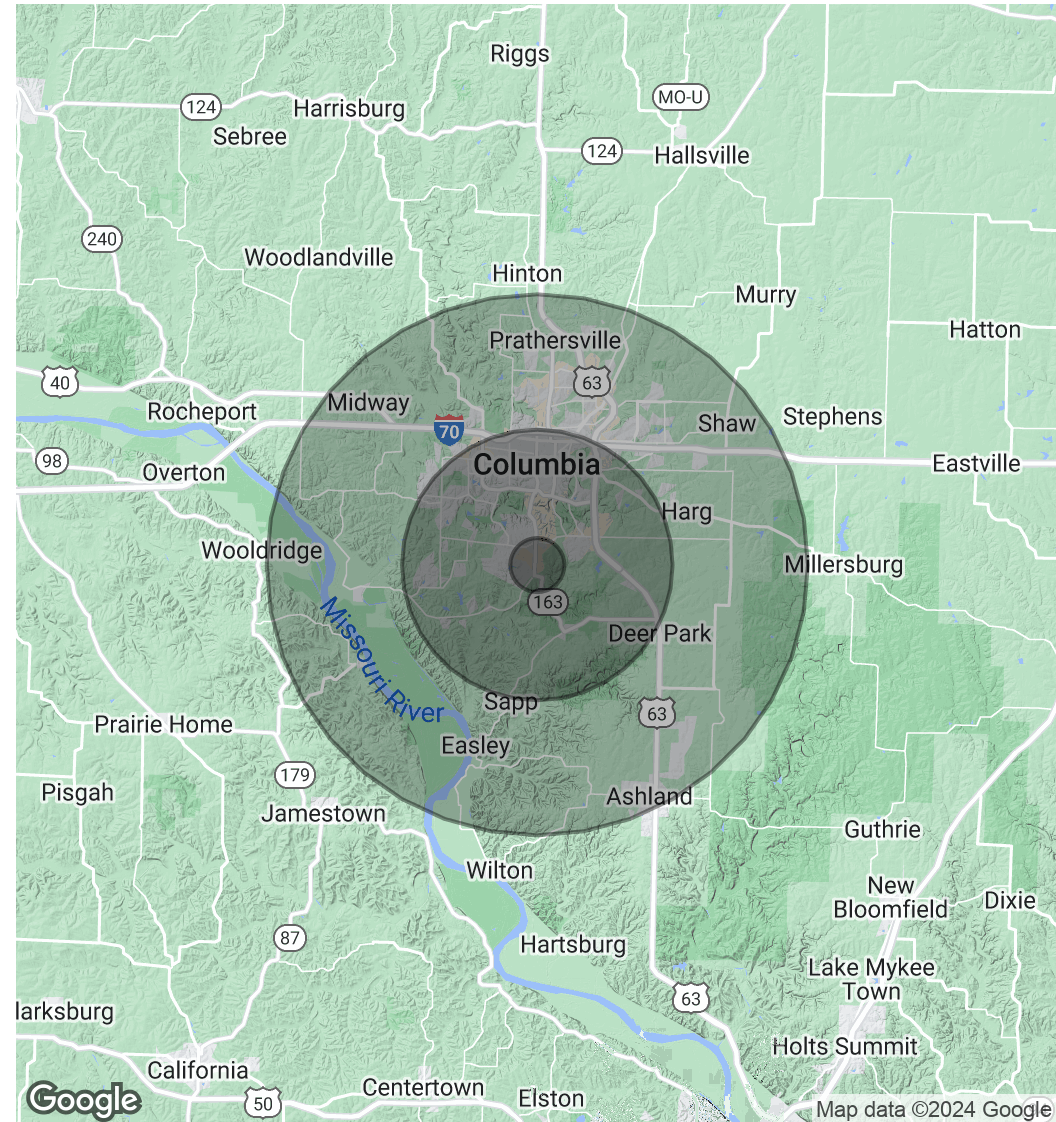 Riggs
MO-U
124
Harrisburg
Sebree
124
Hallsville
240
Woodlandville
Hinton
Murry
Hatton
Prathersville
40
63
Midway
Rocheport
Shaw
Stephens
70
98
Columbia
Overton
Eastville
Harg
Wooldridge
Millersburg
163
Deer Park
Missouri River
Sapp
63
Prairie Home
Easley
179
Pisgah
Ashland
Jamestown
Guthrie
Wilton
New
Bloomfield
Dixie
87
Hartsburg
Lake Mykee
Town
63
larksburg
Holts Summit
California
Centertown
Google
50
Elston
Map data ©2024 Google